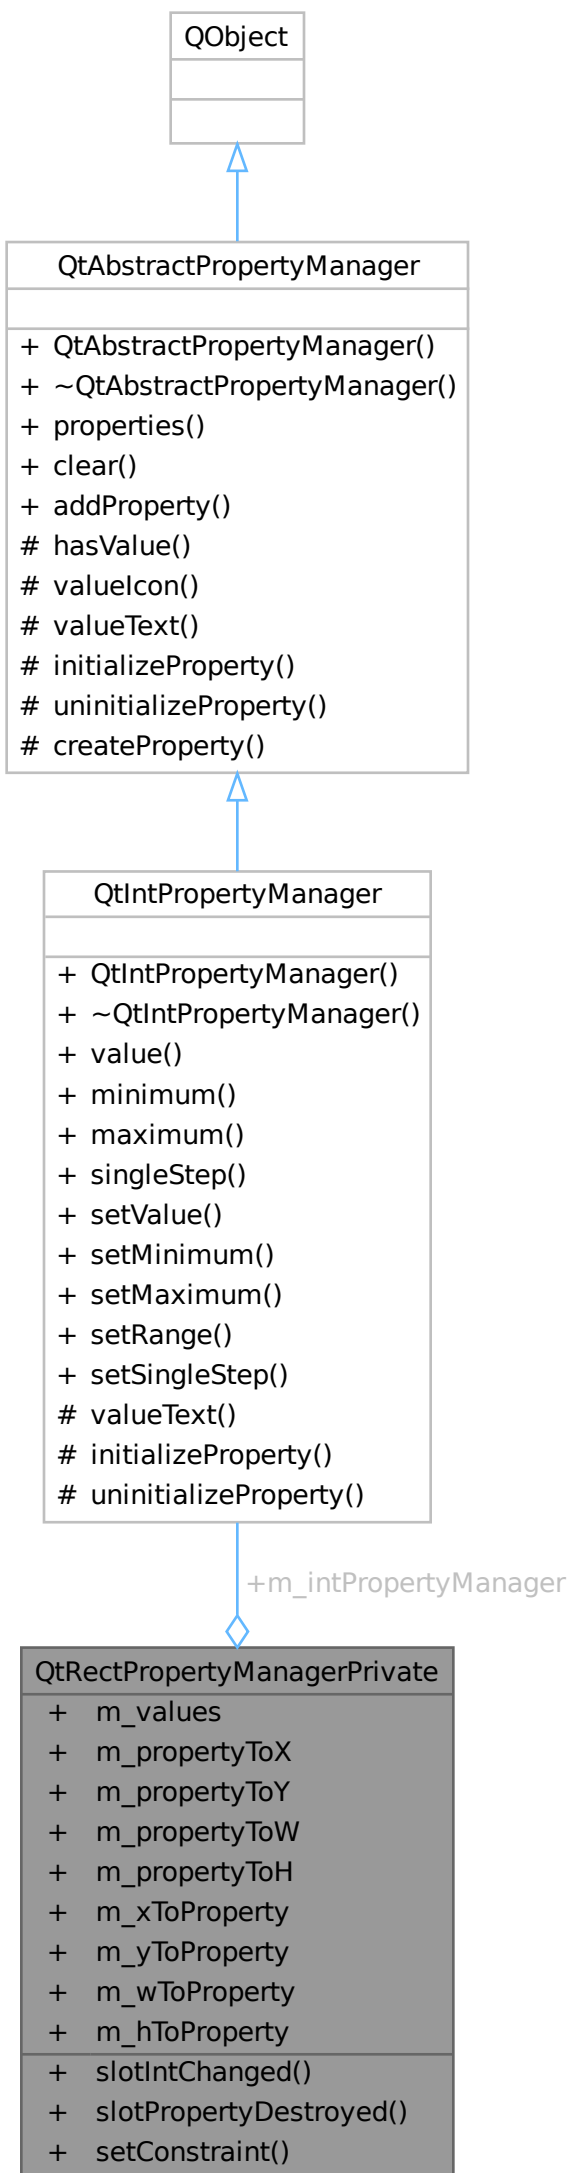 QObject
QtAbstractPropertyManager
+ QtAbstractPropertyManager()
+ ~QtAbstractPropertyManager()
+ properties()
+ clear()
+ addProperty()
# hasValue()
# valueIcon()
# valueText()
# initializeProperty()
# uninitializeProperty()
# createProperty()
QtIntPropertyManager
+ QtIntPropertyManager()
+ ~QtIntPropertyManager()
+ value()
+ minimum()
+ maximum()
+ singleStep()
+ setValue()
+ setMinimum()
+ setMaximum()
+ setRange()
+ setSingleStep()
# valueText()
# initializeProperty()
# uninitializeProperty()
+m_intPropertyManager
QtRectPropertyManagerPrivate
+ m_values
+ m_propertyToX
+ m_propertyToY
+ m_propertyToW
+ m_propertyToH
+ m_xToProperty
+ m_yToProperty
+ m_wToProperty
+ m_hToProperty
+ slotIntChanged()
+ slotPropertyDestroyed()
+ setConstraint()